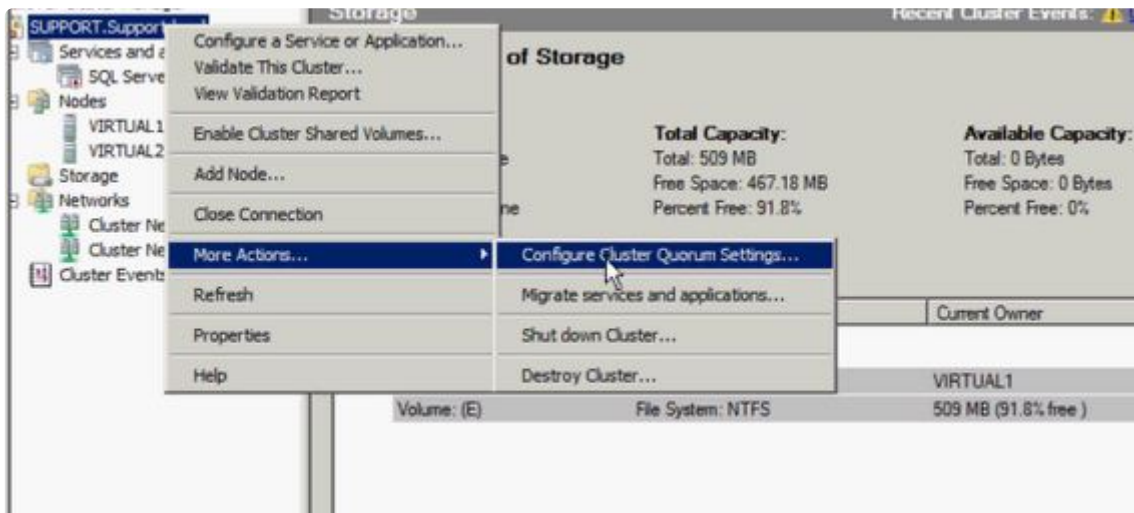 Storage
Recent Cluster Events:
SUPPORT.Support
Services and a
SQL Serve
Nodes
VIRTUAL1
VIRTUAL2
Storage
Networks
Cluster Ne
Cluster Ne
Cluster Events
Configure a Service or Application...
Validate This Cluster...
View Validation Report
Enable Cluster Shared Volumes...
Add Node...
Close Connection
More Actions...
Refresh
Properties
Help
Configure Cluster Quorum Settings...
Migrate services and applications...
Shut down Cluster...
Destroy Cluster...
of Storage
Total Capacity:
Total: 509 MB
Free Space: 467.18 MB
Percent Free: 91.8%
Available Capacity:
Total: 0 Bytes
Free Space: 0 Bytes
Percent Free: 0%
Current Owner
VIRTUAL1
Volume: (E) File System: NTFS 509 MB (91.8% free )